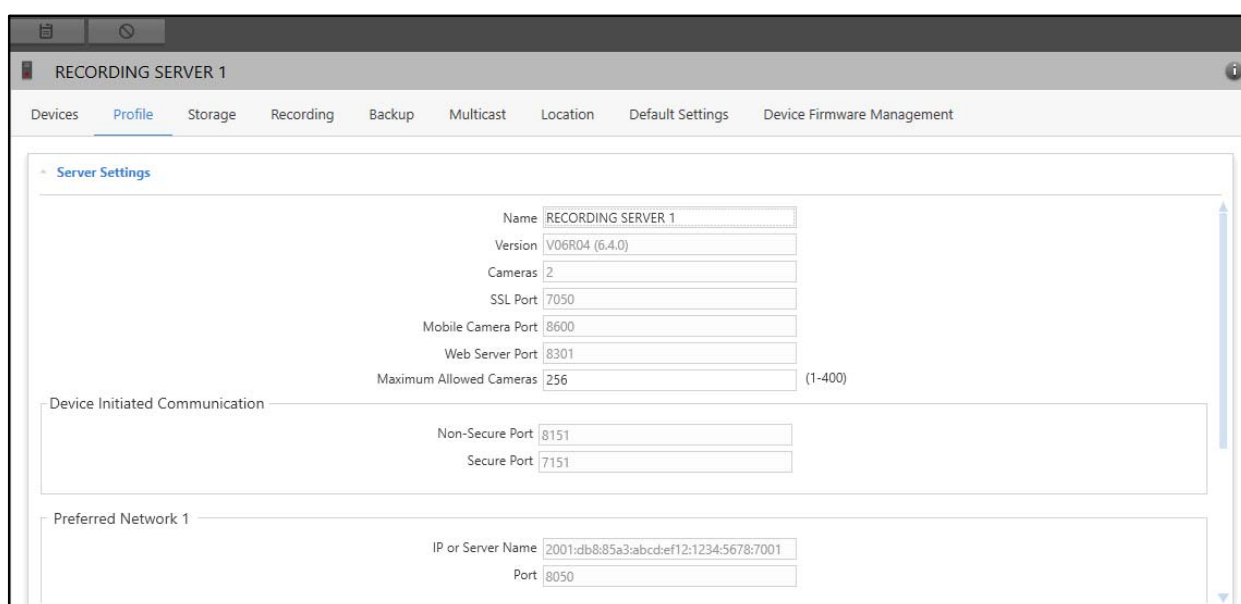 RECORDING SERVER 1
Devices Profile Storage Recording Backup Multicast Location Default Settings Device Firmware Management
Server Settings
Name RECORDING SERVER 1
Version V06R04 (6.4.0)
Cameras 2
SSL Port 7050
Mobile Camera Port 8600
Web Server Port 8301
Maximum Allowed Cameras 256 (1-400)
Device Initiated Communication
Non-Secure Port 8151
Secure Port 7151
Preferred Network 1
IP or Server Name 2001:db8:85a3:abcd:ef12:1234:5678:7001
Port 8050